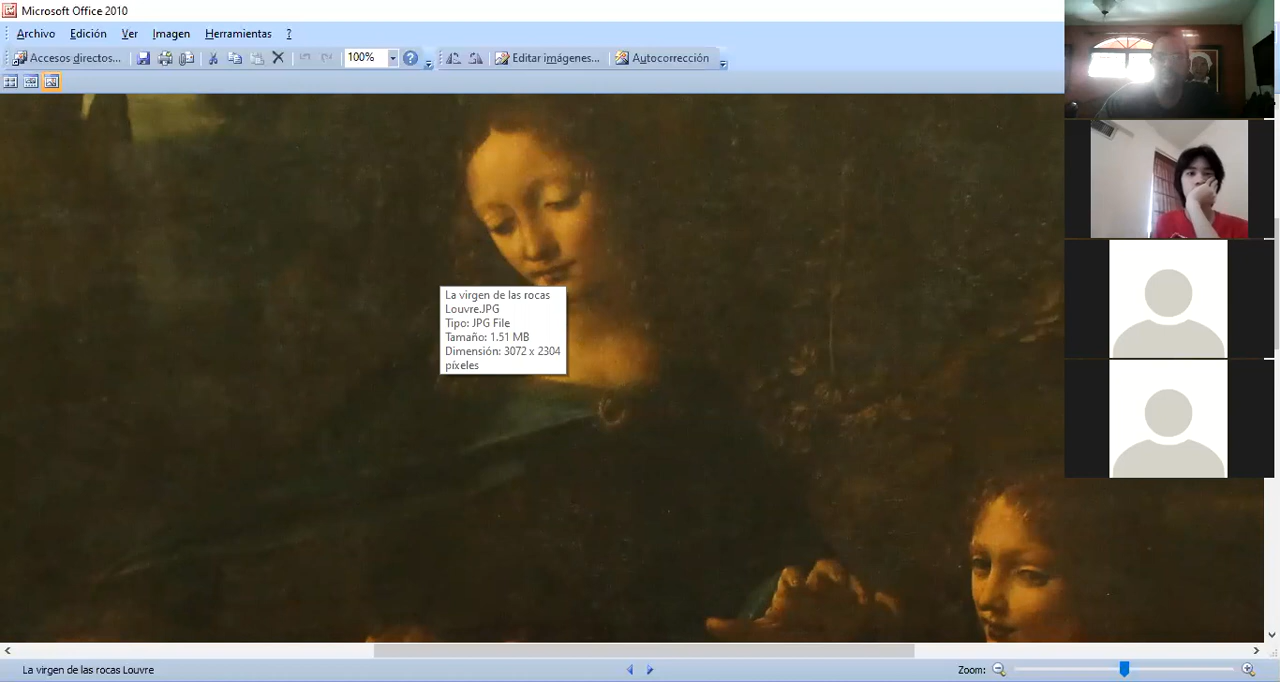 Microsoft Office 2010
Archivo Edición Ver Imagen Herramientas ?
Accesos directos... 100% Editar imágenes... Autocorrección
La virgen de las rocas
Louvre.JPG
Tipo: JPG File
Tamaño: 1.51 MB
Dimensión: 3072 x 2304
píxeles
La virgen de las rocas Louvre Zoom: